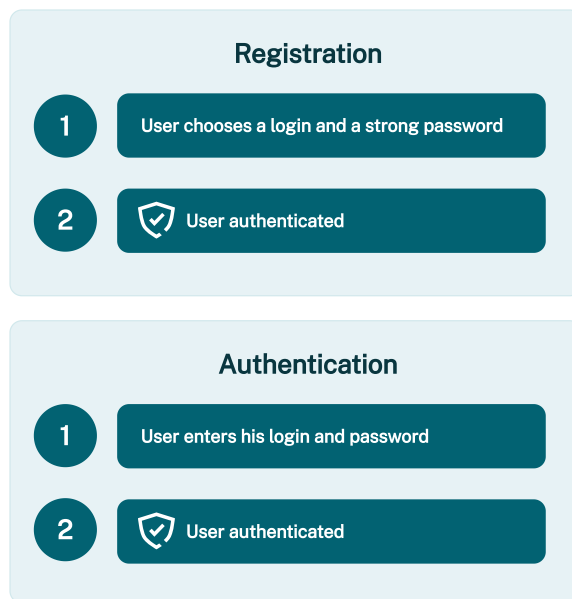 Registration
1
User chooses a login and a strong password
2
User authenticated
Authentication
1
User enters his login and password
2
User authenticated